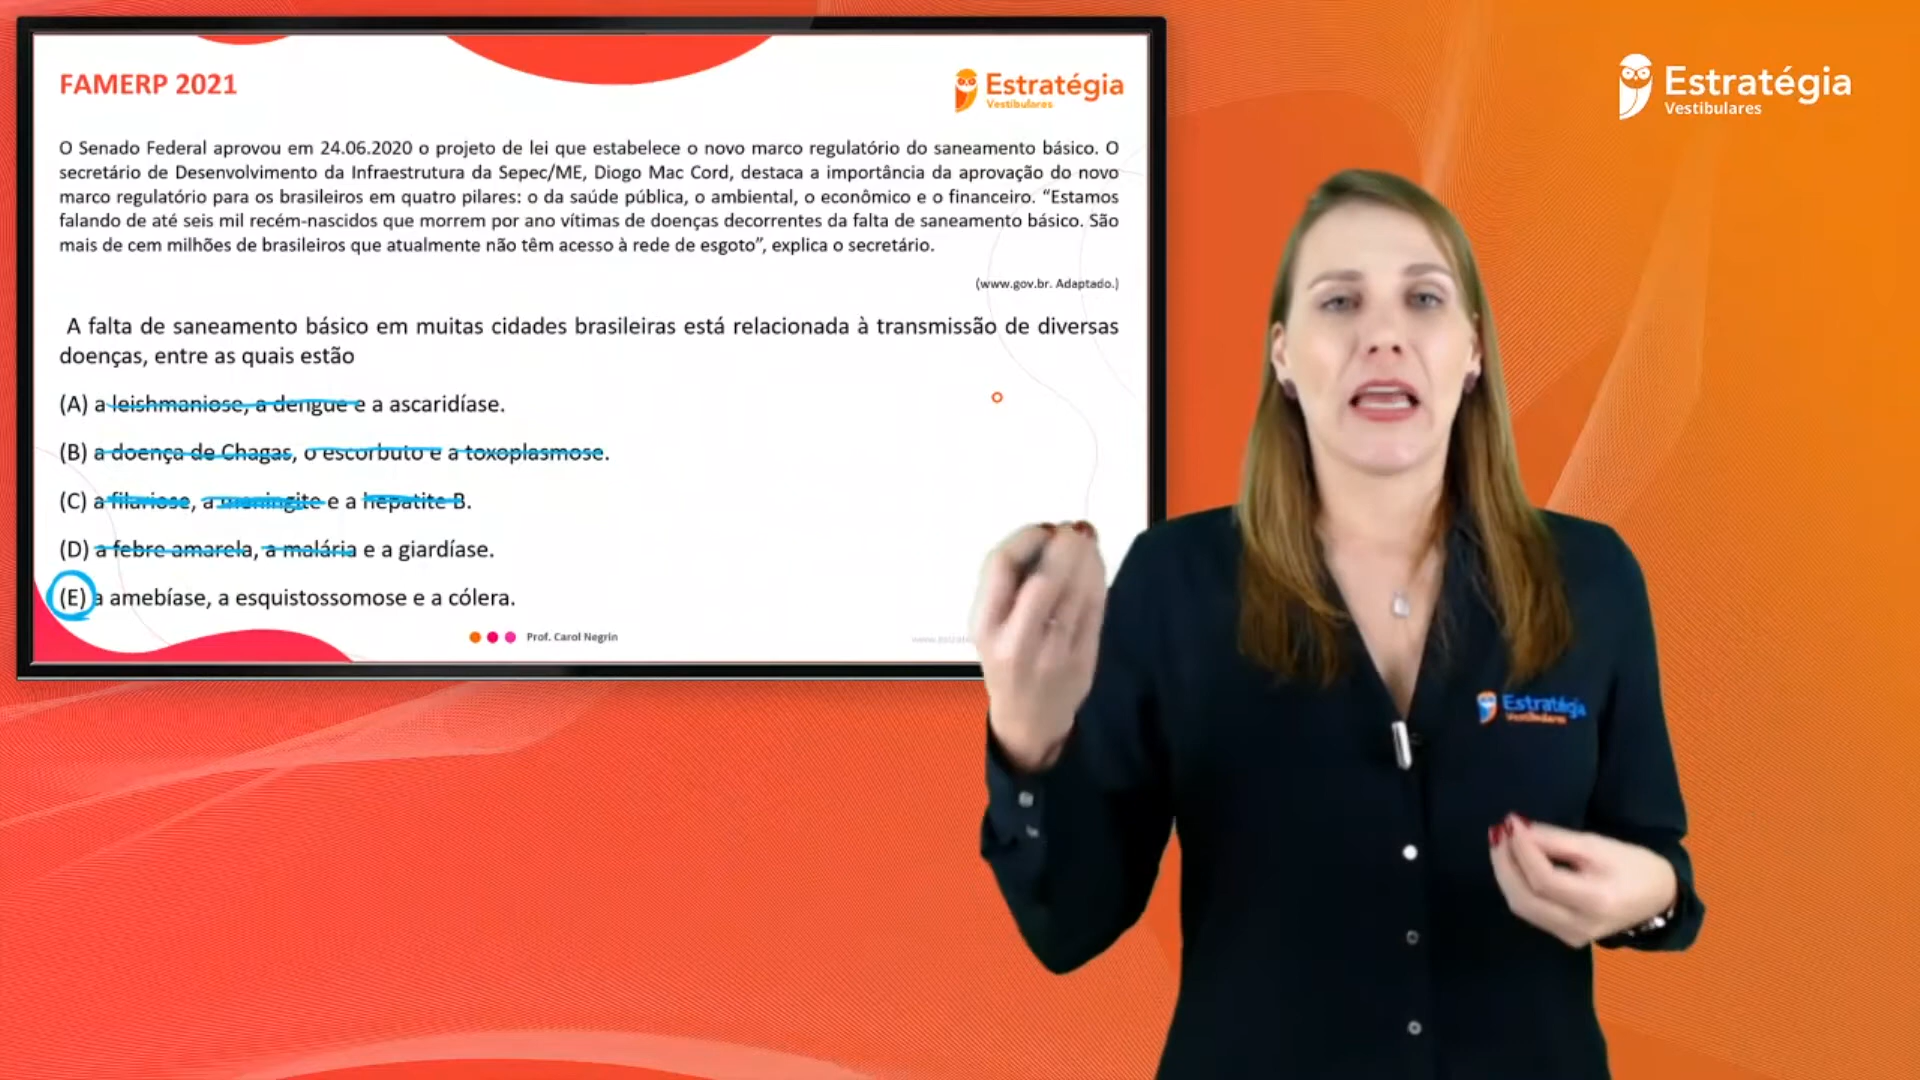 FAMERP 2021
Estratégia
Vestibulares
O Senado Federal aprovou em 24.06.2020 o projeto de lei que estabelece o novo marco regulatório do saneamento básico. O
secretário de Desenvolvimento da Infraestrutura da Sepec/ME, Diogo Mac Cord, destaca a importância da aprovação do novo
marco regulatório para os brasileiros em quatro pilares: o da saúde pública, o ambiental, o econômico e o financeiro. “Estamos
falando de até seis mil recém-nascidos que morrem por ano vítimas de doenças decorrentes da falta de saneamento básico. São
mais de cem milhões de brasileiros que atualmente não têm acesso à rede de esgoto”, explica o secretário.
(www.gov.br. Adaptado.)
A falta de saneamento básico em muitas cidades brasileiras está relacionada à transmissão de diversas
doenças, entre as quais estão
(A) a leishmaniose, a dengue e a ascaridíase.
(B) a doença de Chagas, o escorbuto e a toxoplasmose.
(C) a filariose, a meningite e a hepatite B.
(D) a febre amarela, a malária e a giardíase.
(E) a amebíase, a esquistossomose e a cólera.
Prof. Carol Negrin
Estratégia
Vestibulares
Estratégia
Vestibulares